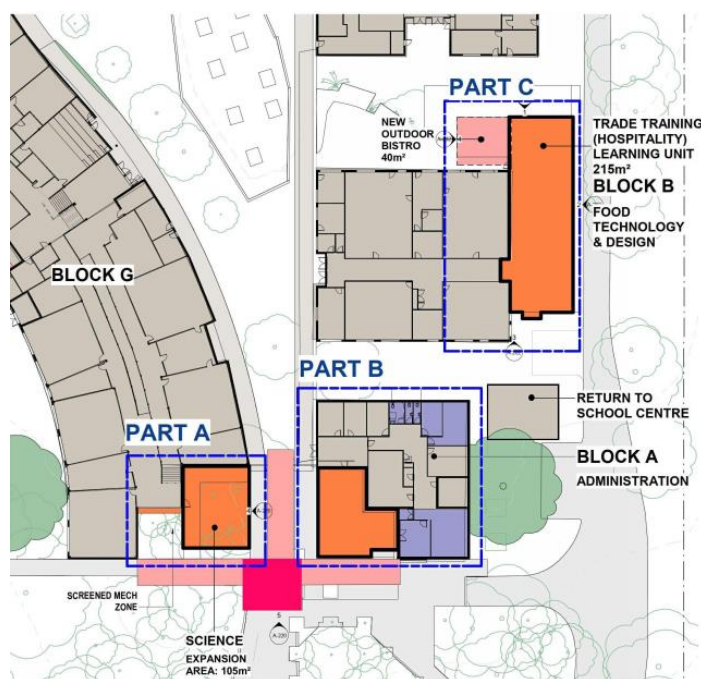 PART C
NEW
OUTDOOR
BISTRO
40m²
TRADE TRAINING
(HOSPITALITY)
LEARNING UNIT
215m²
BLOCK B
FOOD
TECHNOLOGY
& DESIGN
BLOCK G
PART B
RETURN TO
SCHOOL CENTRE
PART A
BLOCK A
ADMINISTRATION
SCREENED MECH
ZONE
5
A-220
SCIENCE
EXPANSION
AREA: 105m²